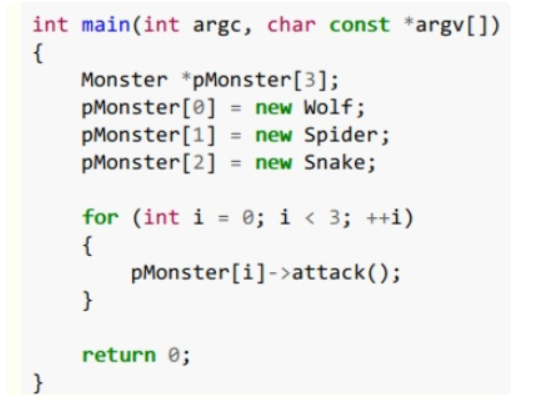 int main(int argc, char const *argv[])
{
    Monster *pMonster[3];
    pMonster[0] = new Wolf;
    pMonster[1] = new Spider;
    pMonster[2] = new Snake;

    for (int i = 0; i < 3; ++i)
    {
        pMonster[i]->attack();
    }

    return 0;
}